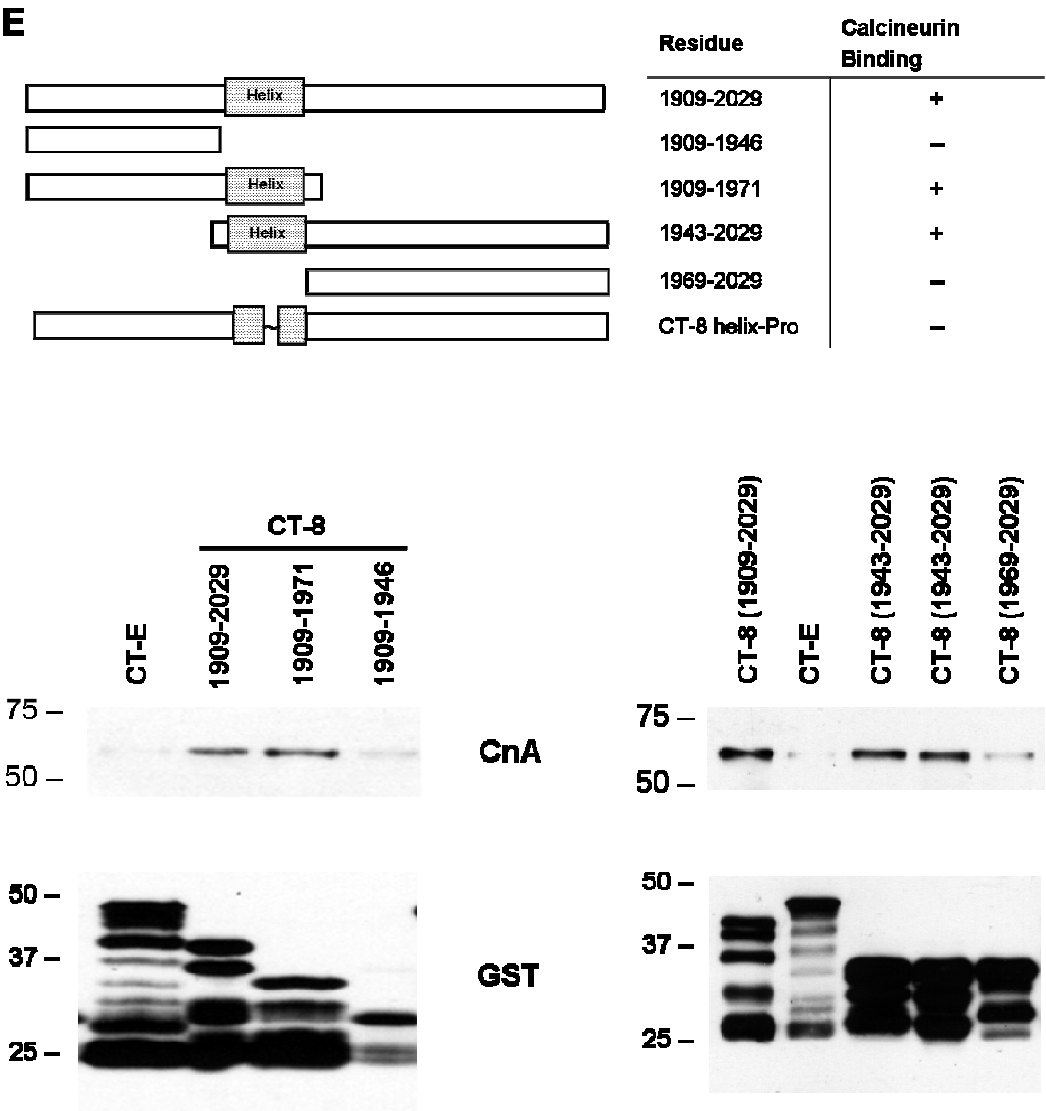 E
Residue
Calcineurin
Binding
Helix
1909-2029 +
1909-1946 –
Helix
1909-1971 +
Helix
1943-2029 +
1969-2029 –
~
CT-8 helix-Pro –
CT-8
CT-E
1909-2029
1909-1971
1909-1946
75 –
50 –
CnA
50 –
37 –
25 –
GST
CT-8 (1909-2029)
CT-E
CT-8 (1943-2029)
CT-8 (1943-2029)
CT-8 (1969-2029)
75 –
50 –
50 –
37 –
25 –